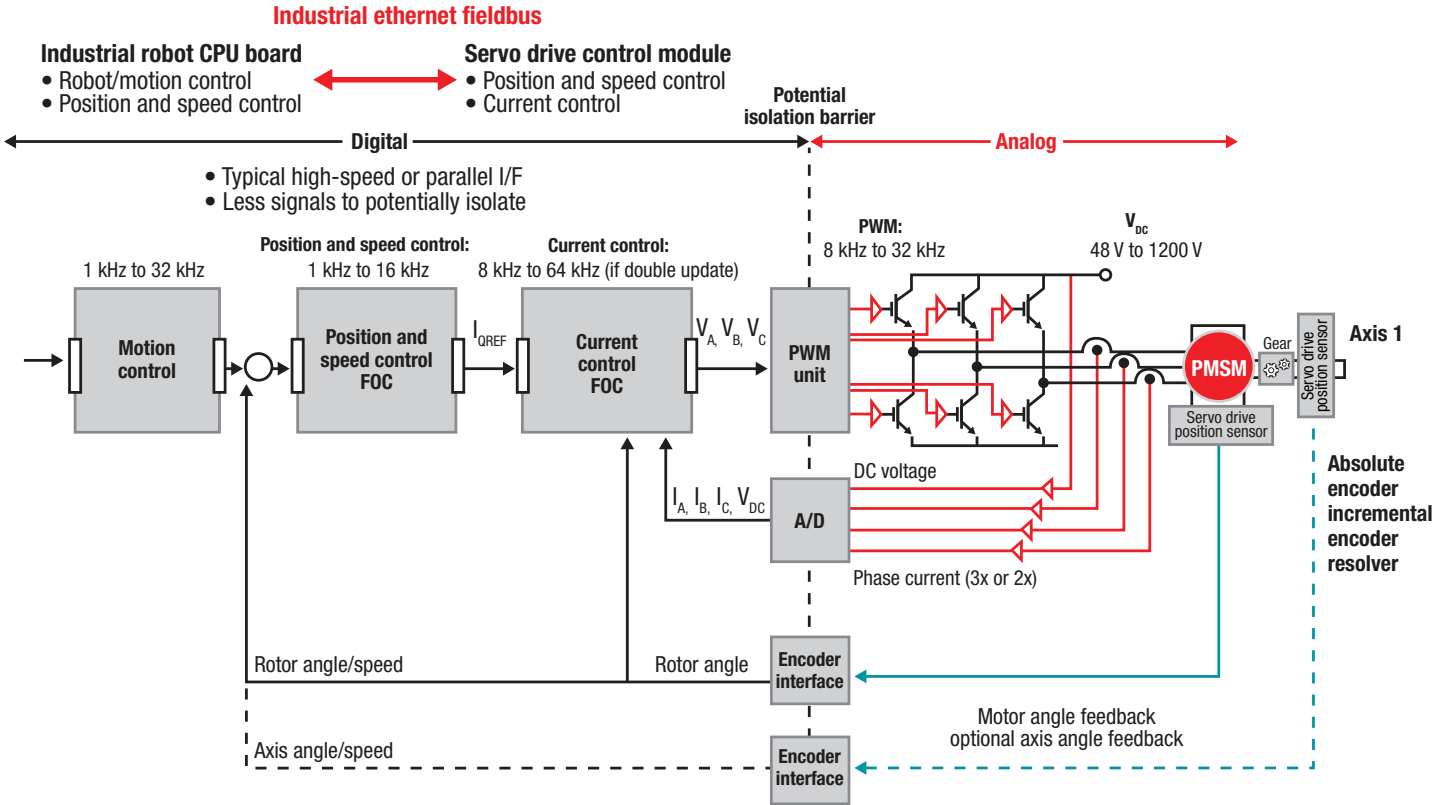 Industrial ethernet fieldbus
Industrial robot CPU board
• Robot/motion control
• Position and speed control
Servo drive control module
• Position and speed control
• Current control
Potential
isolation barrier
Digital
Analog
• Typical high-speed or parallel I/F
• Less signals to potentially isolate
1 kHz to 32 kHz
Position and speed control:
1 kHz to 16 kHz
Current control:
8 kHz to 64 kHz (if double update)
PWM:
8 kHz to 32 kHz
V_DC
48 V to 1200 V
Motion
control
Position and
speed control
FOC
I_QREF
Current
control
FOC
V_A, V_B, V_C
PWM
unit
PMSM
Gear
Servo drive
position sensor
Servo drive
position sensor
Axis 1
Absolute
encoder
incremental
encoder
resolver
I_A, I_B, I_C, V_DC
A/D
DC voltage
Phase current (3x or 2x)
Rotor angle/speed
Rotor angle
Encoder
interface
Motor angle feedback
optional axis angle feedback
Axis angle/speed
Encoder
interface